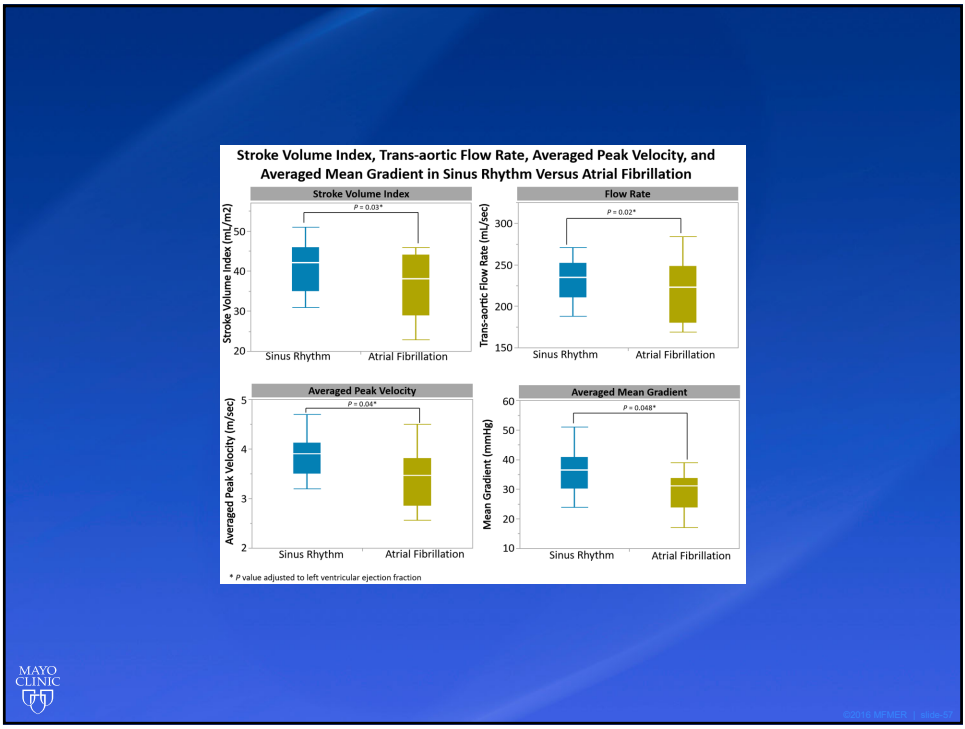 Stroke Volume Index, Trans-aortic Flow Rate, Averaged Peak Velocity, and
Averaged Mean Gradient in Sinus Rhythm Versus Atrial Fibrillation
Stroke Volume Index
P = 0.03*
Stroke Volume Index (mL/m2)
50
40
30
20
Sinus Rhythm
Atrial Fibrillation
Flow Rate
P = 0.02*
Trans-aortic Flow Rate (mL/sec)
300
250
200
150
Sinus Rhythm
Atrial Fibrillation
Averaged Peak Velocity
P = 0.04*
Averaged Peak Velocity (m/sec)
5
4
3
2
Sinus Rhythm
Atrial Fibrillation
Averaged Mean Gradient
P = 0.048*
Mean Gradient (mmHg)
60
50
40
30
20
10
Sinus Rhythm
Atrial Fibrillation
* P value adjusted to left ventricular ejection fraction
MAYO
CLINIC
©2018 MFMER | slide-57